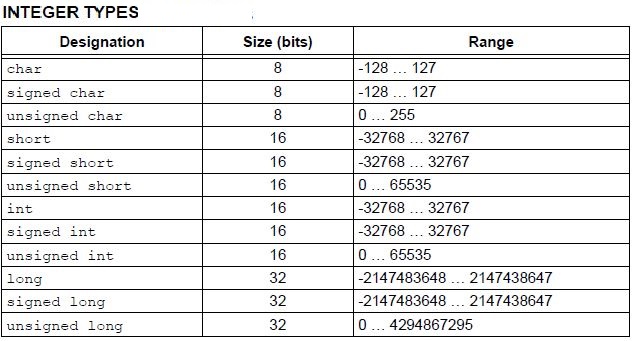 INTEGER TYPES
Designation Size (bits) Range
char 8 -128 ... 127
signed char 8 -128 ... 127
unsigned char 8 0 ... 255
short 16 -32768 ... 32767
signed short 16 -32768 ... 32767
unsigned short 16 0 ... 65535
int 16 -32768 ... 32767
signed int 16 -32768 ... 32767
unsigned int 16 0 ... 65535
long 32 -2147483648 ... 2147438647
signed long 32 -2147483648 ... 2147438647
unsigned long 32 0 ... 4294867295